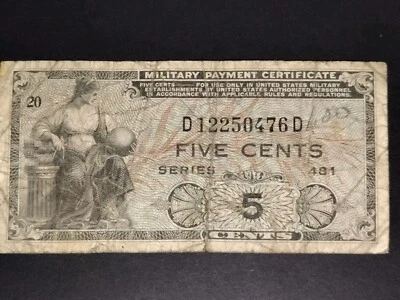 MILITARY PAYMENT CERTIFICATE
FIVE CENTS — FOR USE ONLY IN UNITED STATES MILITARY
ESTABLISHMENTS BY UNITED STATES AUTHORIZED PERSONNEL
IN ACCORDANCE WITH APPLICABLE RULES AND REGULATIONS.
20
D12250476D
FIVE CENTS
SERIES 481
5
CENTS